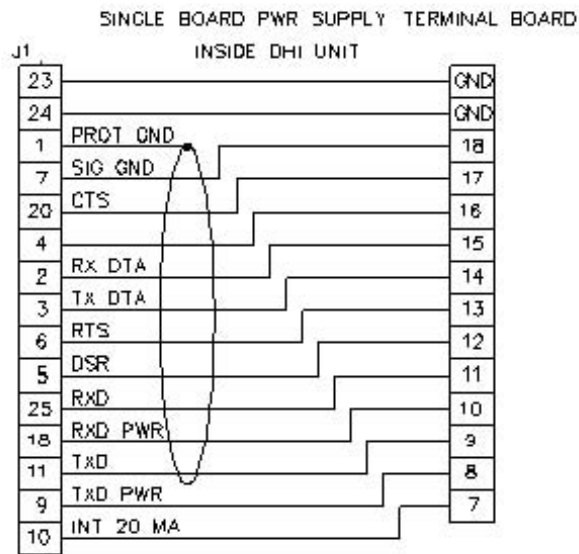 SINGLE BOARD PWR SUPPLY TERMINAL BOARD
INSIDE DHI UNIT
J1
23 GND
24 GND
1 PROT GND 18
7 SIG GND 17
20 CTS 16
4 15
2 RX DTA 14
3 TX DTA 13
6 RTS 12
5 DSR 11
25 RXD 10
18 RXD PWR 9
11 TXD 8
9 TXD PWR 7
10 INT 20 MA